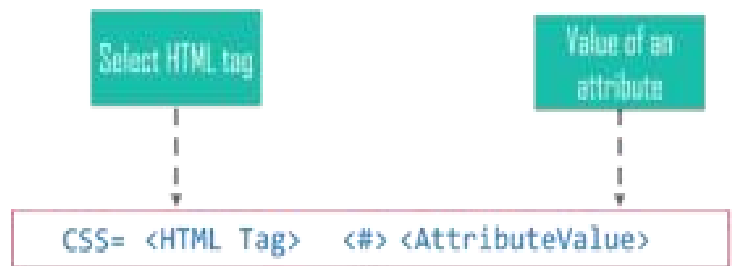 Select HTML tag
Value of an
attribute
CSS= <HTML Tag> <#> <AttributeValue>